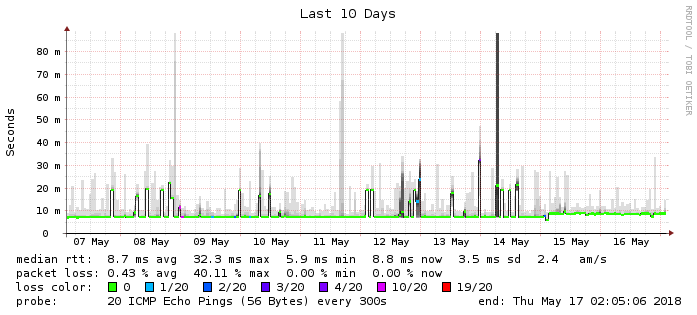 Last 10 Days
RRDTOOL / TOBI OETIKER
Seconds
80 m
70 m
60 m
50 m
40 m
30 m
20 m
10 m
0
07 May 08 May 09 May 10 May 11 May 12 May 13 May 14 May 15 May 16 May
median rtt: 8.7 ms avg 32.3 ms max 5.9 ms min 8.8 ms now 3.5 ms sd 2.4 am/s
packet loss: 0.43 % avg 40.11 % max 0.00 % min 0.00 % now
loss color: 0 1/20 2/20 3/20 4/20 10/20 19/20
probe: 20 ICMP Echo Pings (56 Bytes) every 300s end: Thu May 17 02:05:06 2018